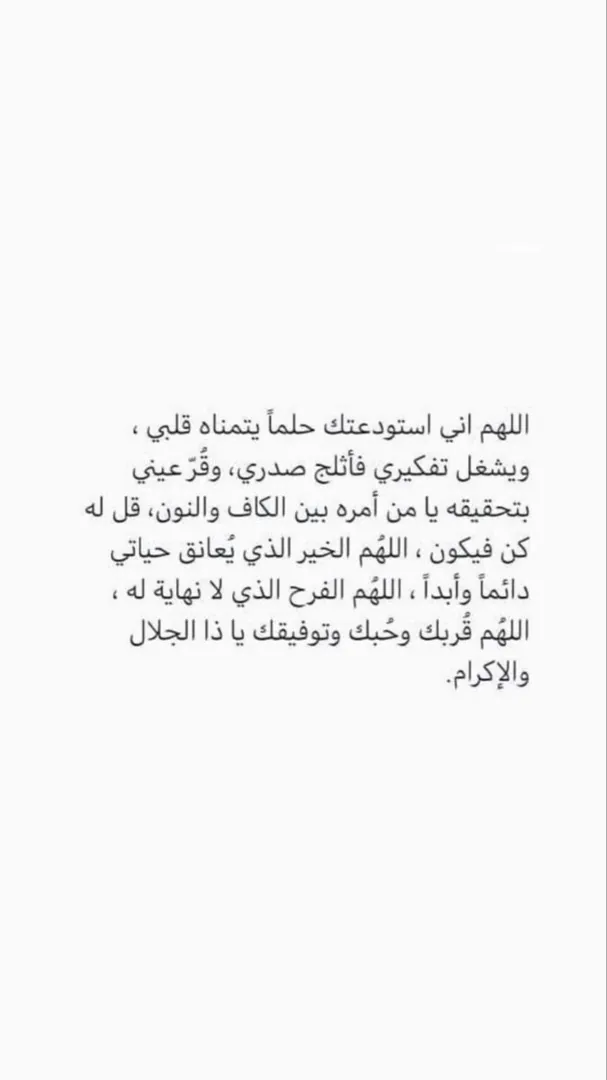 اللهم اني استودعتك حلماً يتمناه قلبي ،
ويشغل تفكيري فأثلج صدري، وقُرّ عيني
بتحقيقه يا من أمره بين الكاف والنون، قل له
كن فيكون ، اللهُم الخير الذي يُعانق حياتي
دائماً وأبداً ، اللهُم الفرح الذي لا نهاية له ،
اللهُم قُربك وحُبك وتوفيقك يا ذا الجلال
والإكرام.